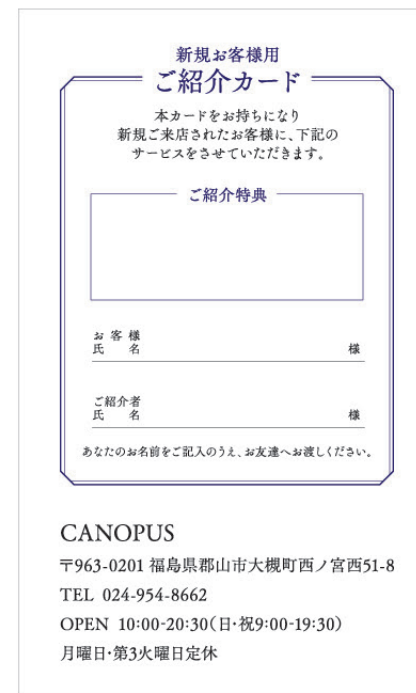 新規お客様用
ご紹介カード
本カードをお持ちになり
新規ご来店されたお客様に、下記の
サービスをさせていただきます。
ご紹介特典
お客様
氏 名 様
ご紹介者
氏 名 様
あなたのお名前をご記入のうえ、お友達へお渡しください。
CANOPUS
〒963-0201 福島県郡山市大槻町西ノ宮西51-8
TEL 024-954-8662
OPEN 10:00-20:30(日・祝9:00-19:30)
月曜日・第3火曜日定休